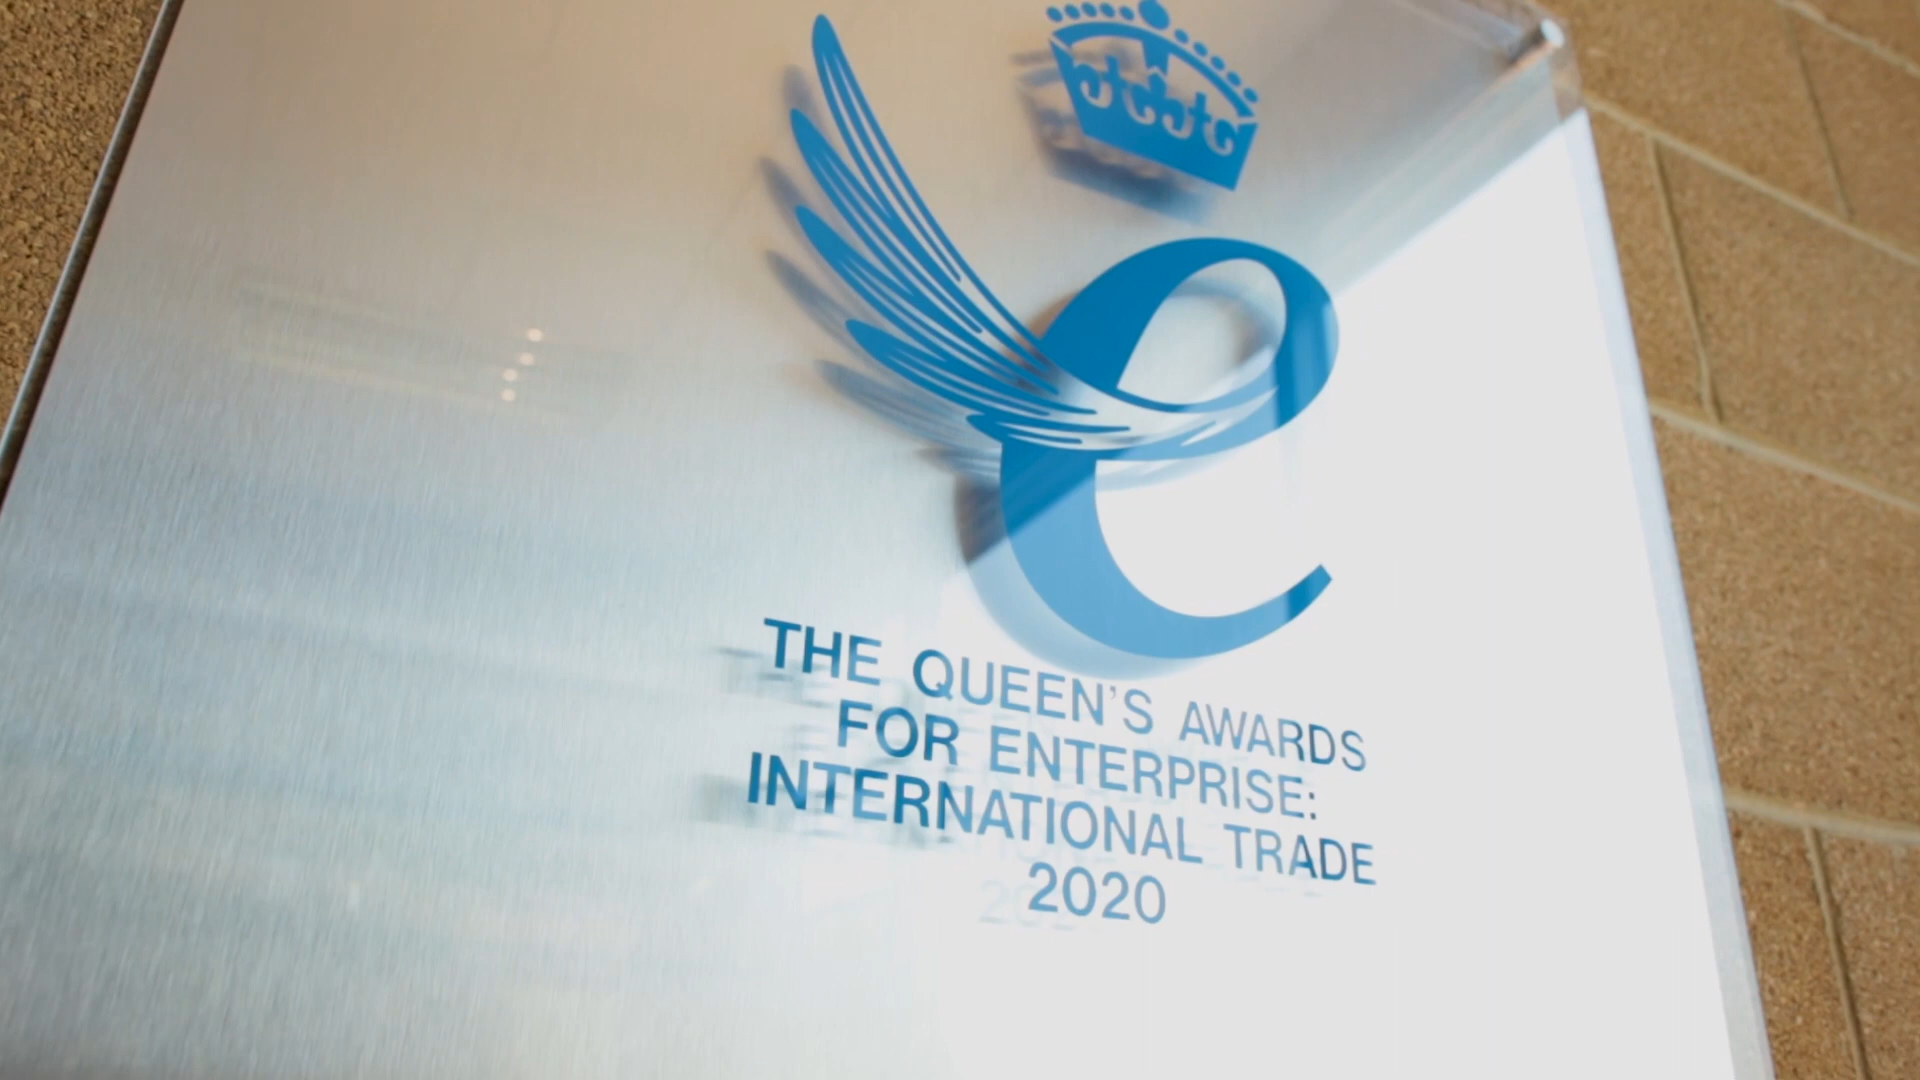 THE QUEEN'S AWARDS
FOR ENTERPRISE:
INTERNATIONAL TRADE
2020